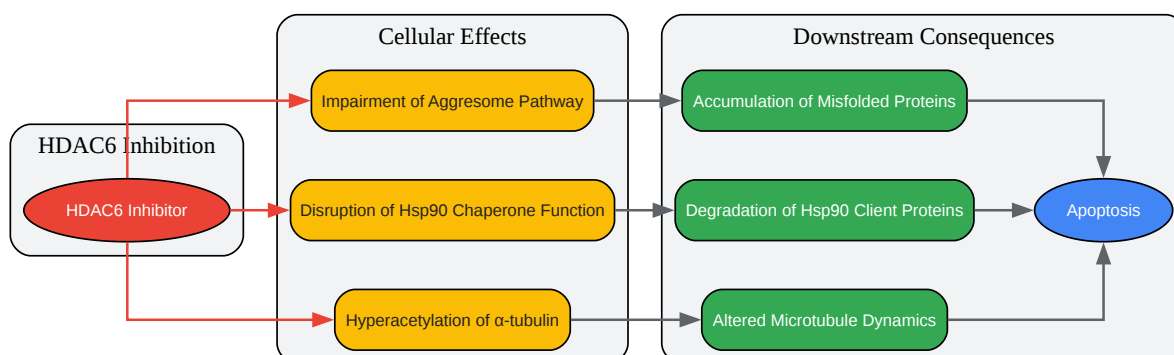 Cellular Effects
Downstream Consequences
Impairment of Aggresome Pathway
Accumulation of Misfolded Proteins
HDAC6 Inhibition
HDAC6 Inhibitor
Disruption of Hsp90 Chaperone Function
Degradation of Hsp90 Client Proteins
Apoptosis
Hyperacetylation of α-tubulin
Altered Microtubule Dynamics